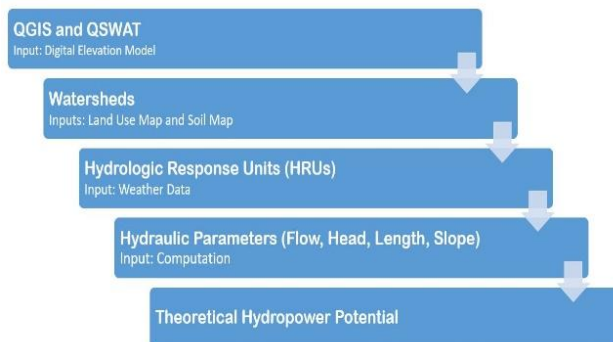 QGIS and QSWAT
Input: Digital Elevation Model
Watersheds
Inputs: Land Use Map and Soil Map
Hydrologic Response Units (HRUs)
Input: Weather Data
Hydraulic Parameters (Flow, Head, Length, Slope)
Input: Computation
Theoretical Hydropower Potential